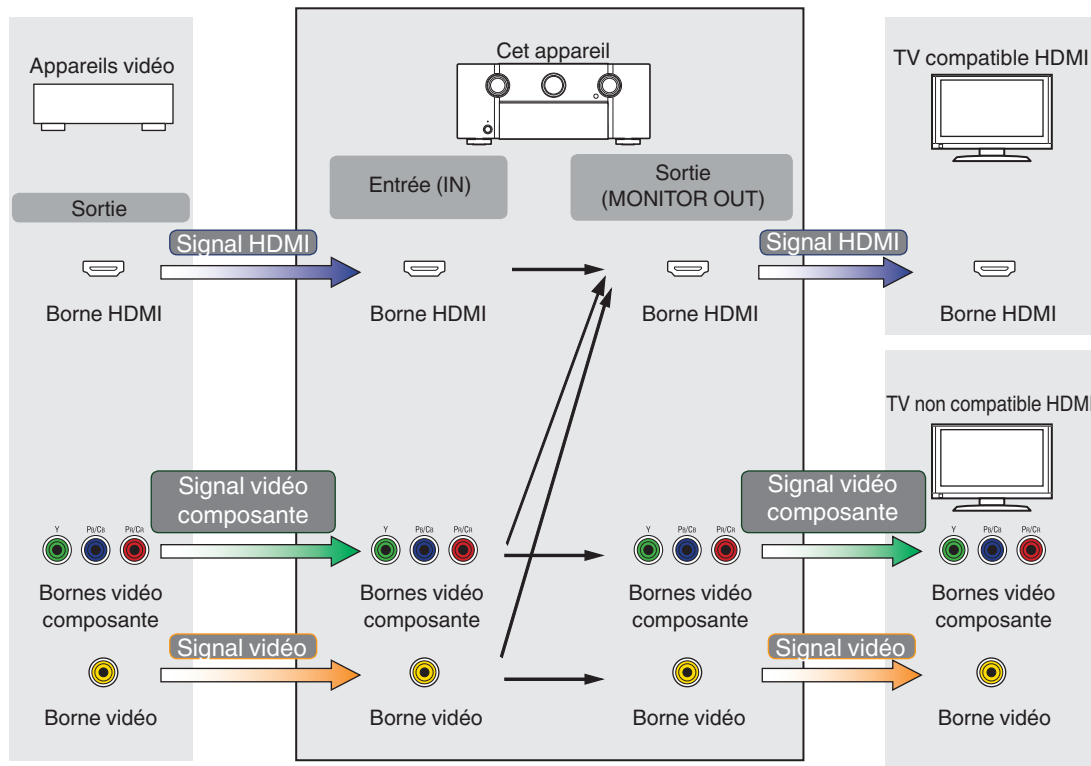 Cet appareil
Appareils vidéo
TV compatible HDMI
Entrée (IN)
Sortie
(MONITOR OUT)
Sortie
Signal HDMI
Signal HDMI
Borne HDMI
Borne HDMI
Borne HDMI
Borne HDMI
TV non compatible HDMI
Signal vidéo
composante
Signal vidéo
composante
Y PB/CB PR/CR
Y PB/CB PR/CR
Y PB/CB PR/CR
Y PB/CB PR/CR
Bornes vidéo
composante
Bornes vidéo
composante
Bornes vidéo
composante
Bornes vidéo
composante
Signal vidéo
Signal vidéo
Borne vidéo
Borne vidéo
Borne vidéo
Borne vidéo